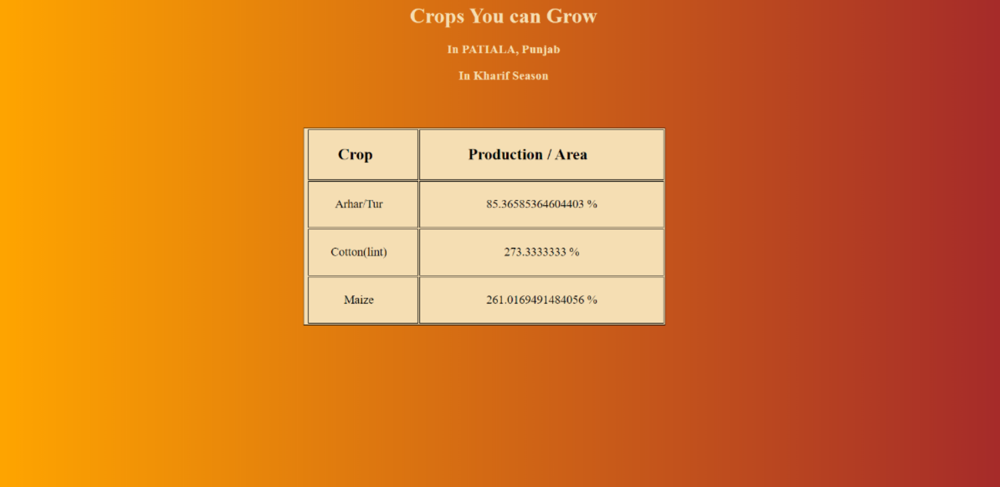 Crops You can Grow
In PATIALA, Punjab
In Kharif Season
Crop Production / Area
Arhar/Tur 85.36585364604403 %
Cotton(lint) 273.3333333 %
Maize 261.0169491484056 %